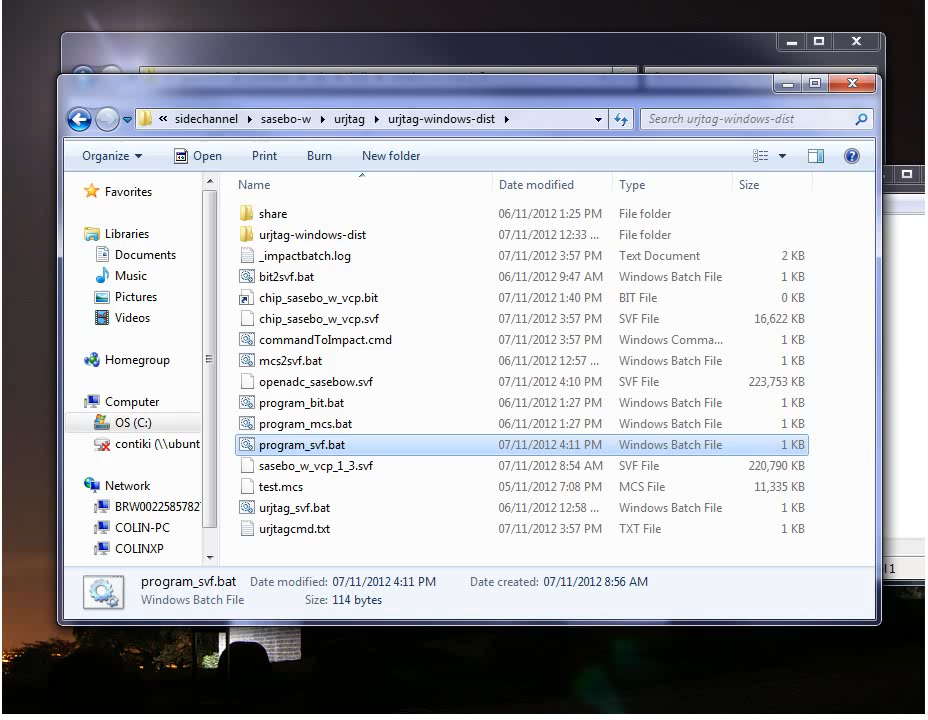 « sidechannel ▸ sasebo-w ▸ urjtag ▸ urjtag-windows-dist ▸ Search urjtag-windows-dist
Organize ▾ Open Print Burn New folder
Name Date modified Type Size
Favorites
Libraries
Documents
Music
Pictures
Videos
Homegroup
Computer
OS (C:)
contiki (\\ubunt
Network
BRW0022585782
COLIN-PC
COLINXP
share 06/11/2012 1:25 PM File folder
urjtag-windows-dist 07/11/2012 12:33 ... File folder
_impactbatch.log 07/11/2012 3:57 PM Text Document 2 KB
bit2svf.bat 06/11/2012 9:47 AM Windows Batch File 1 KB
chip_sasebo_w_vcp.bit 07/11/2012 1:40 PM BIT File 0 KB
chip_sasebo_w_vcp.svf 07/11/2012 3:57 PM SVF File 16,622 KB
commandToImpact.cmd 07/11/2012 3:57 PM Windows Comma... 1 KB
mcs2svf.bat 06/11/2012 12:57 ... Windows Batch File 1 KB
openadc_sasebow.svf 07/11/2012 4:10 PM SVF File 223,753 KB
program_bit.bat 06/11/2012 1:27 PM Windows Batch File 1 KB
program_mcs.bat 06/11/2012 1:27 PM Windows Batch File 1 KB
program_svf.bat 07/11/2012 4:11 PM Windows Batch File 1 KB
sasebo_w_vcp_1_3.svf 07/11/2012 8:54 AM SVF File 220,790 KB
test.mcs 05/11/2012 7:08 PM MCS File 11,335 KB
urjtag_svf.bat 06/11/2012 12:58 ... Windows Batch File 1 KB
urjtagcmd.txt 07/11/2012 3:57 PM TXT File 1 KB
program_svf.bat Date modified: 07/11/2012 4:11 PM Date created: 07/11/2012 8:56 AM
Windows Batch File Size: 114 bytes